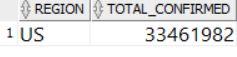 REGION TOTAL_CONFIRMED
1 US 33461982